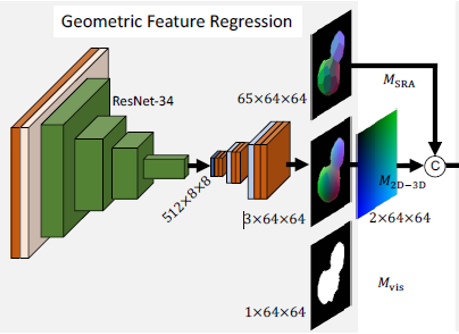 Geometric Feature Regression
ResNet-34
65×64×64
M_SRA
C
512×8×8
M_2D−3D
3×64×64
2×64×64
M_vis
1×64×64